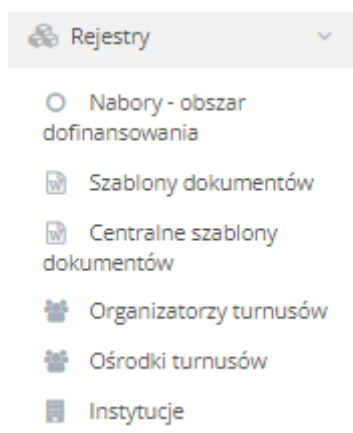 Rejestry
Nabory - obszar
dofinansowania
Szablony dokumentów
Centralne szablony
dokumentów
Organizatorzy turnusów
Ośrodki turnusów
Instytucje